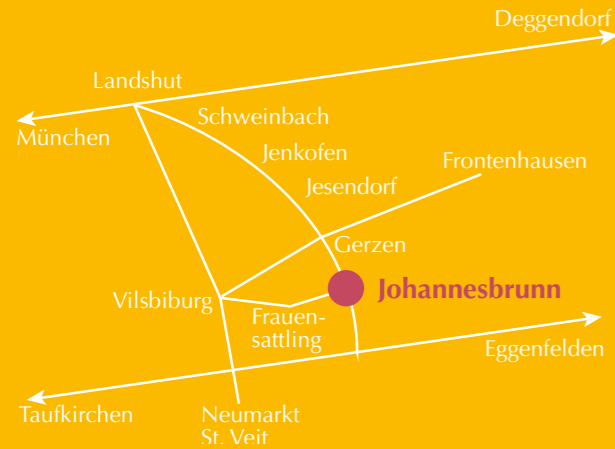 Deggendorf
Landshut
Schweinbach
München
Jenkofen
Frontenhausen
Jesendorf
Gerzen
Johannesbrunn
Vilsbiburg
Frauen-
sattling
Eggenfelden
Taufkirchen
Neumarkt
St. Veit